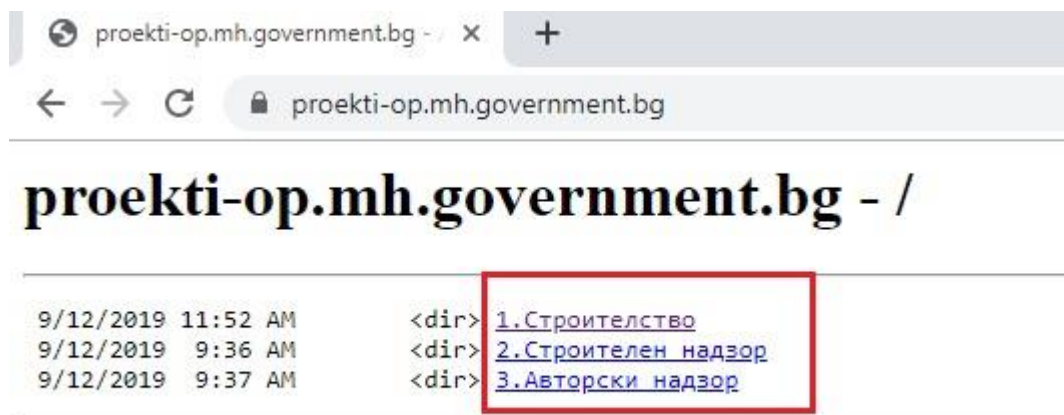 proekti-op.mh.government.bg -
proekti-op.mh.government.bg
proekti-op.mh.government.bg - /
9/12/2019 11:52 AM <dir> 1.Строителство
9/12/2019 9:36 AM <dir> 2.Строителен надзор
9/12/2019 9:37 AM <dir> 3.Авторски надзор